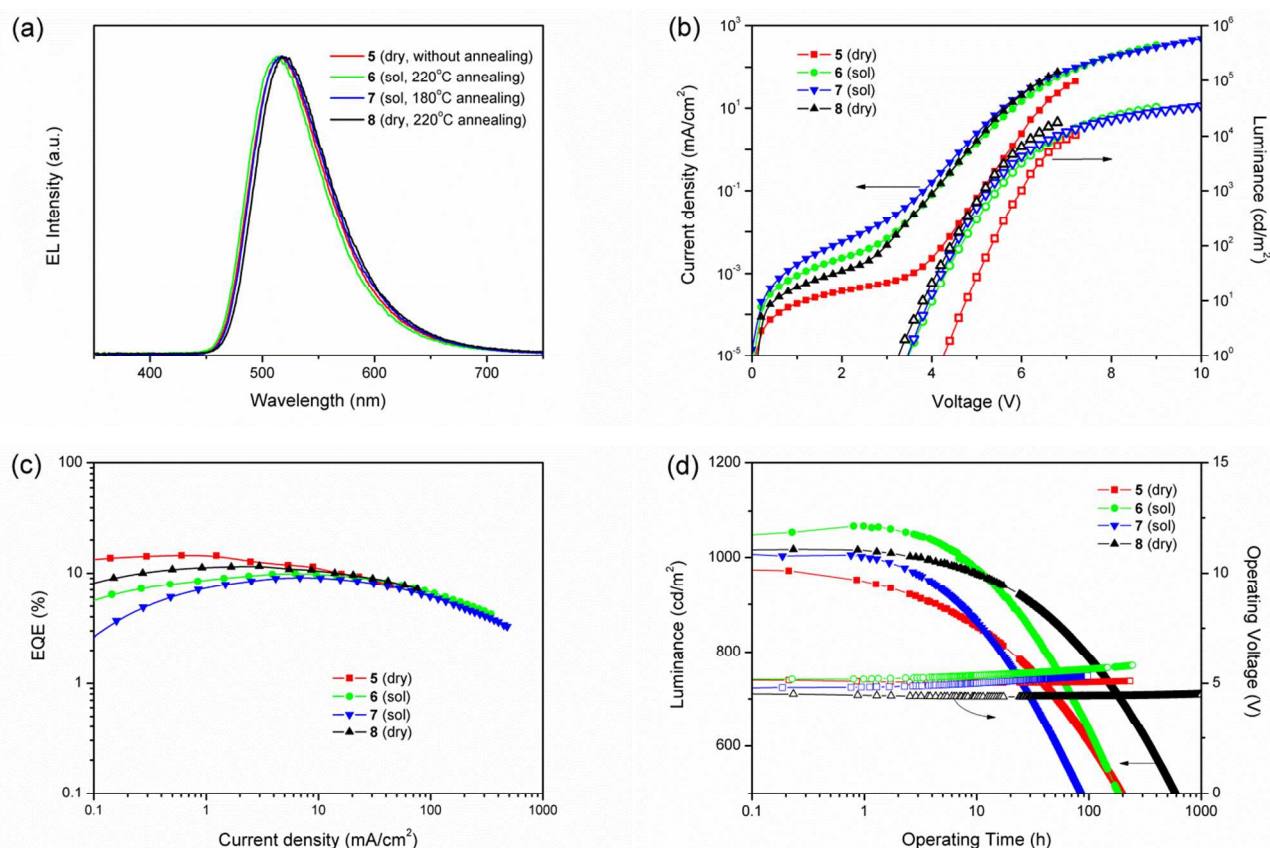 (a)
5 (dry, without annealing)
6 (sol, 220°C annealing)
7 (sol, 180°C annealing)
8 (dry, 220°C annealing)
EL Intensity (a.u.)
400 500 600 700
Wavelength (nm)
(b)
5 (dry)
6 (sol)
7 (sol)
8 (dry)
Current density (mA/cm²)
10³
10¹
10⁻¹
10⁻³
10⁻⁵
Luminance (cd/m²)
10⁶
10⁵
10⁴
10³
10²
10¹
10⁰
0 2 4 6 8 10
Voltage (V)
(c)
EQE (%)
100
10
1
0.1
5 (dry)
6 (sol)
7 (sol)
8 (dry)
0.1 1 10 100 1000
Current density (mA/cm²)
(d)
Luminance (cd/m²)
1200
1000
800
600
5 (dry)
6 (sol)
7 (sol)
8 (dry)
Operating Voltage (V)
15
10
5
0
0.1 1 10 100 1000
Operating Time (h)